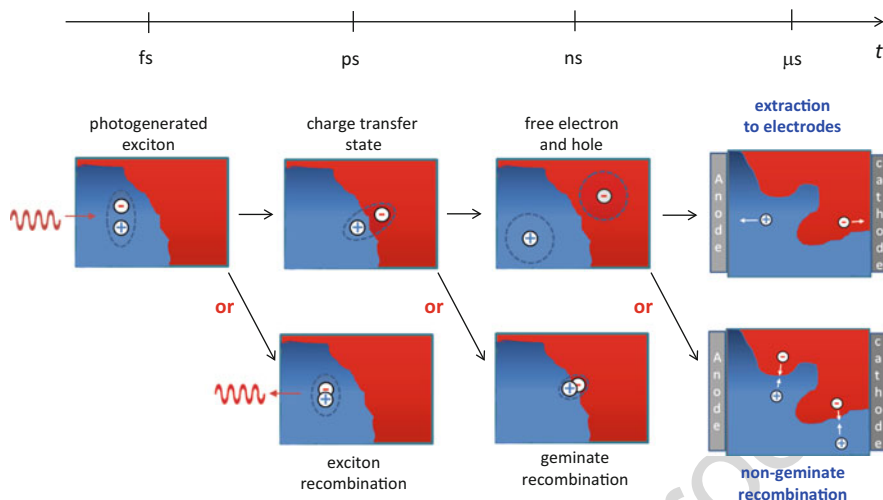 fs
ps
ns
μs
t
photogenerated
exciton
charge transfer
state
free electron
and hole
extraction
to electrodes
Anode
cathode
or
or
or
exciton
recombination
geminate
recombination
Anode
cathode
non-geminate
recombination